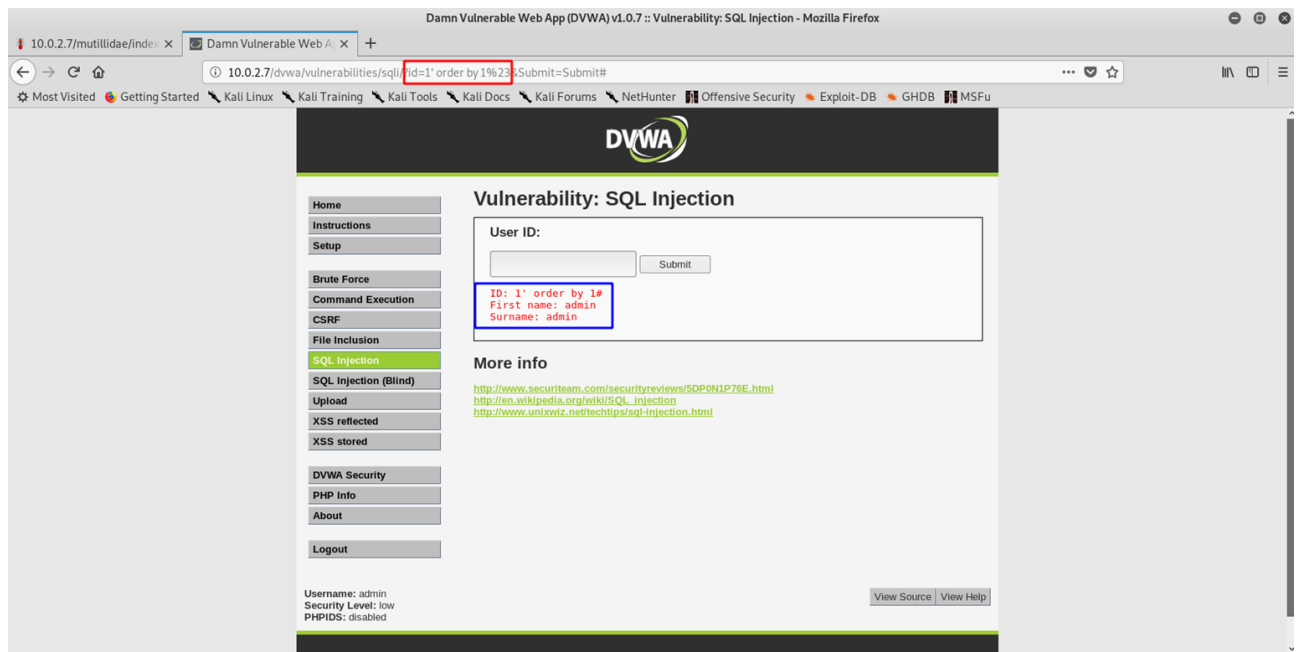 Damn Vulnerable Web App (DVWA) v1.0.7 :: Vulnerability: SQL Injection - Mozilla Firefox
10.0.2.7/mutillidae/index
Damn Vulnerable Web A
10.0.2.7/dvwa/vulnerabilities/sqli/?id=1' order by 1%23&Submit=Submit#
Most Visited Getting Started Kali Linux Kali Training Kali Tools Kali Docs Kali Forums NetHunter Offensive Security Exploit-DB GHDB MSFu
DVWA
Home
Instructions
Setup
Brute Force
Command Execution
CSRF
File Inclusion
SQL Injection
SQL Injection (Blind)
Upload
XSS reflected
XSS stored
DVWA Security
PHP Info
About
Logout
Vulnerability: SQL Injection
User ID:
Submit
ID: 1' order by 1#
First name: admin
Surname: admin
More info
http://www.securiteam.com/securityreviews/5DP0N1P76E.html
http://en.wikipedia.org/wiki/SQL_injection
http://www.unixwiz.net/techtips/sql-injection.html
Username: admin
Security Level: low
PHPIDS: disabled
View Source View Help